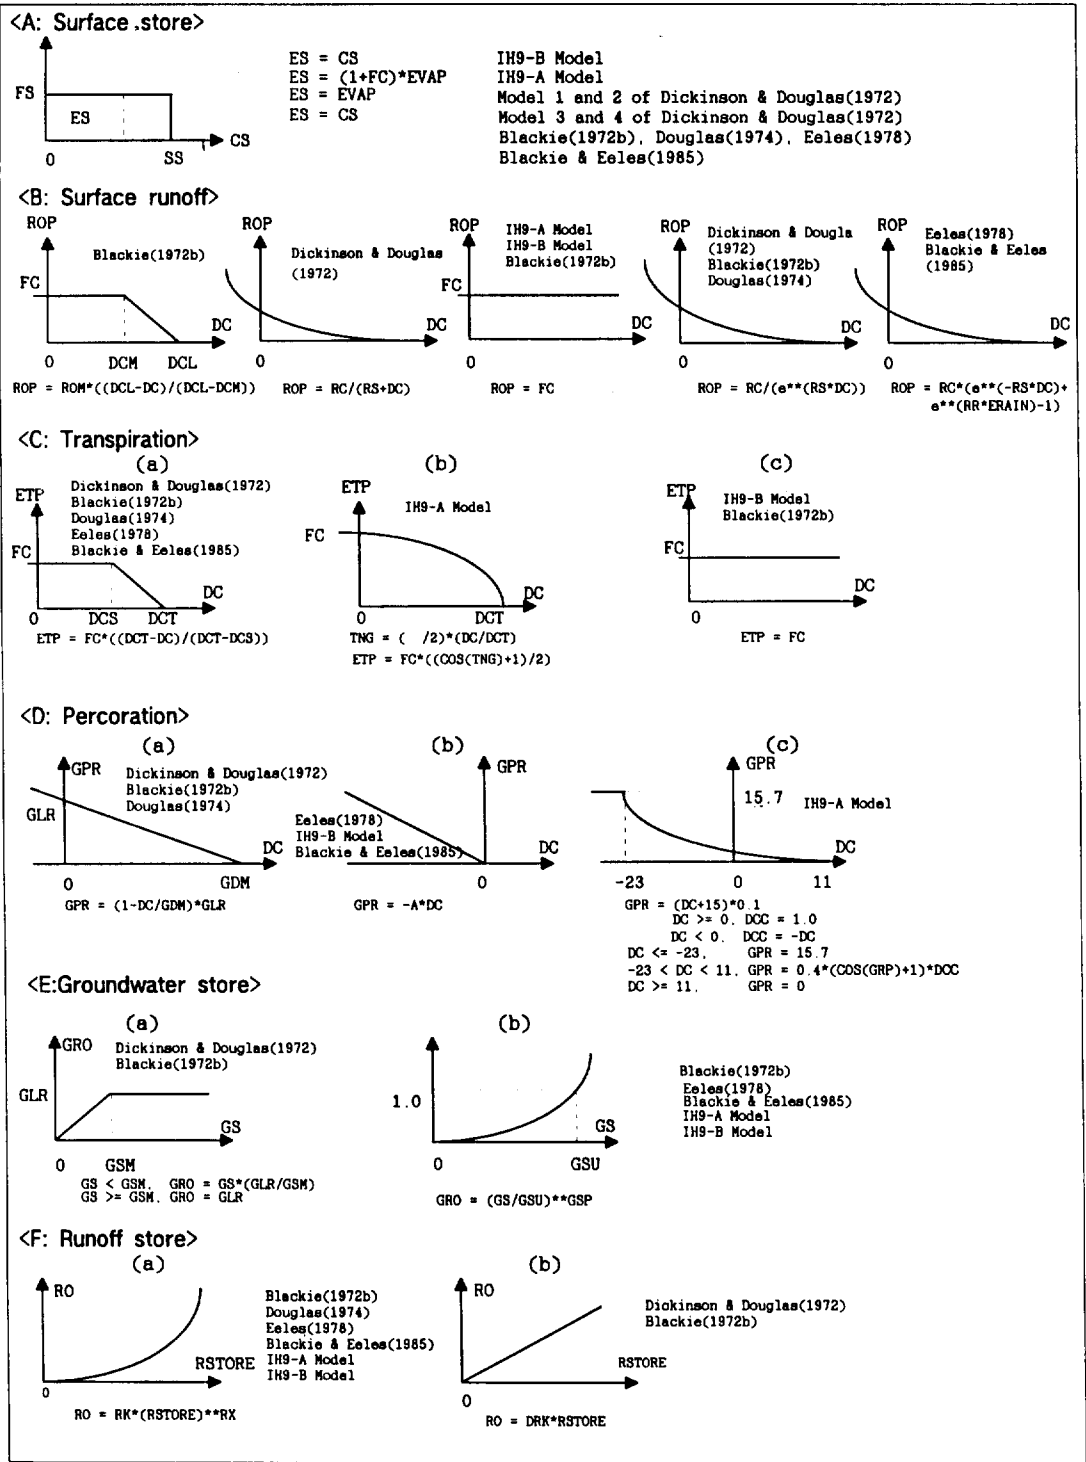 <A: Surface store>
FS
ES
CS
0
SS
ES = CS
ES = (1+FC)*EVAP
ES = EVAP
ES = CS
IH9-B Model
IH9-A Model
Model 1 and 2 of Dickinson & Douglas(1972)
Model 3 and 4 of Dickinson & Douglas(1972)
Blackie(1972b), Douglas(1974), Eeles(1978)
Blackie & Eeles(1985)
<B: Surface runoff>
ROP
Blackie(1972b)
FC
DC
0
DCM
DCL
ROP = ROM*((DCL-DC)/(DCL-DCM))
ROP
Dickinson & Douglas
(1972)
DC
0
ROP = RC/(RS+DC)
ROP
IH9-A Model
IH9-B Model
Blackie(1972b)
FC
DC
0
ROP = FC
ROP
Dickinson & Dougla
(1972)
Blackie(1972b)
Douglas(1974)
DC
0
ROP = RC/(e**(RS*DC))
ROP
Eeles(1978)
Blackie & Eeles
(1985)
DC
0
ROP = RC*(e**(-RS*DC)+
e**(RR*ERAIN)-1)
<C: Transpiration>
(a)
ETP
Dickinson & Douglas(1972)
Blackie(1972b)
Douglas(1974)
Eeles(1978)
Blackie & Eeles(1985)
FC
DC
0
DCS
DCT
ETP = FC*((DCT-DC)/(DCT-DCS))
(b)
ETP
IH9-A Model
FC
DC
0
DCT
TNG = ( /2)*(DC/DCT)
ETP = FC*((COS(TNG)+1)/2)
(c)
ETP
IH9-B Model
Blackie(1972b)
FC
DC
0
ETP = FC
<D: Percoration>
(a)
GPR
Dickinson & Douglas(1972)
Blackie(1972b)
Douglas(1974)
GLR
DC
0
GDM
GPR = (1-DC/GDM)*GLR
(b)
GPR
Eeles(1978)
IH9-B Model
Blackie & Eeles(1985)
DC
0
GPR = -A*DC
(c)
GPR
15.7
IH9-A Model
DC
-23
0
11
GPR = (DC+15)*0.1
DC >= 0, DCC = 1.0
DC < 0, DCC = -DC
DC <= -23, GPR = 15.7
-23 < DC < 11, GPR = 0.4*(COS(GRP)+1)*DCC
DC >= 11, GPR = 0
<E:Groundwater store>
(a)
GRO
Dickinson & Douglas(1972)
Blackie(1972b)
GLR
GS
0
GSM
GS < GSM, GRO = GS*(GLR/GSM)
GS >= GSM, GRO = GLR
(b)
1.0
GS
0
GSU
GRO = (GS/GSU)**GSP
Blackie(1972b)
Eeles(1978)
Blackie & Eeles(1985)
IH9-A Model
IH9-B Model
<F: Runoff store>
(a)
RO
Blackie(1972b)
Douglas(1974)
Eeles(1978)
Blackie & Eeles(1985)
IH9-A Model
IH9-B Model
RSTORE
0
RO = RK*(RSTORE)**RX
(b)
RO
Dickinson & Douglas(1972)
Blackie(1972b)
RSTORE
0
RO = DRK*RSTORE